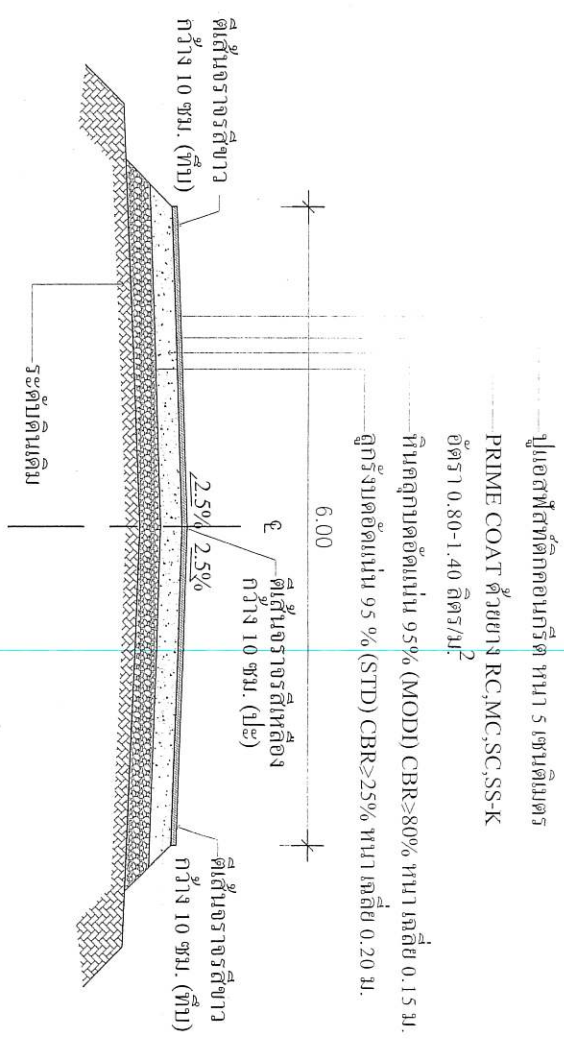 ปูแอสฟัสท์ติกคอนกรีต หนา 5 เซนติเมตร
PRIME COAT ด้วยยาง RC,MC,SC,SS-K
อัตรา 0.80-1.40 ลิตร/ม.2
หินคลุกบดอัดแน่น 95% (MODI) CBR≥80% หนาเฉลี่ย 0.15 ม.
ลูกรังบดอัดแน่น 95 % (STD) CBR≥25% หนาเฉลี่ย 0.20 ม.
6.00
ตีเส้นจราจรสีขาว
กว้าง 10 ซม. (ทึบ)
℄
ตีเส้นจราจรสีเหลือง
กว้าง 10 ซม. (ปะ)
ตีเส้นจราจรสีขาว
กว้าง 10 ซม. (ทึบ)
2.5% 2.5%
ระดับดินเดิม